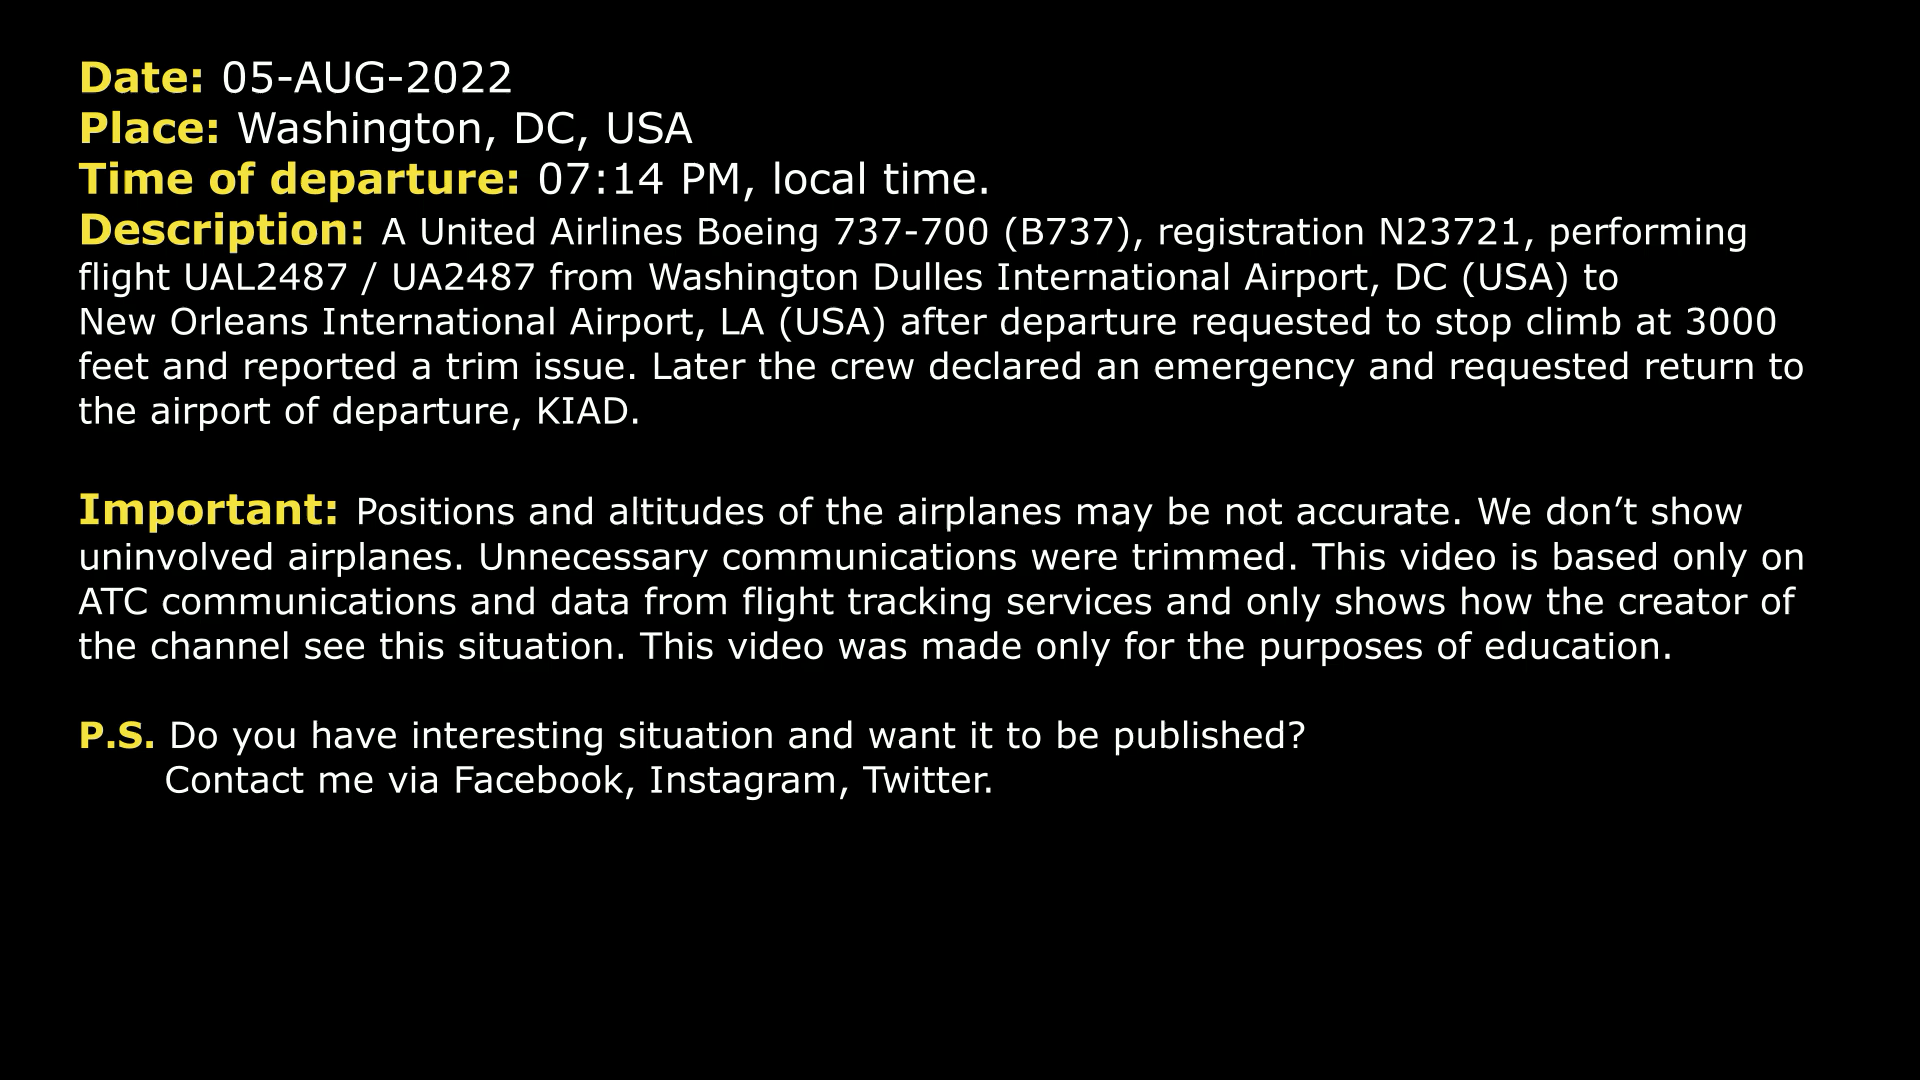 Date: 05-AUG-2022
Place: Washington, DC, USA
Time of departure: 07:14 PM, local time.
Description: A United Airlines Boeing 737-700 (B737), registration N23721, performing
flight UAL2487 / UA2487 from Washington Dulles International Airport, DC (USA) to
New Orleans International Airport, LA (USA) after departure requested to stop climb at 3000
feet and reported a trim issue. Later the crew declared an emergency and requested return to
the airport of departure, KIAD.
Important: Positions and altitudes of the airplanes may be not accurate. We don’t show
uninvolved airplanes. Unnecessary communications were trimmed. This video is based only on
ATC communications and data from flight tracking services and only shows how the creator of
the channel see this situation. This video was made only for the purposes of education.
P.S. Do you have interesting situation and want it to be published?
Contact me via Facebook, Instagram, Twitter.